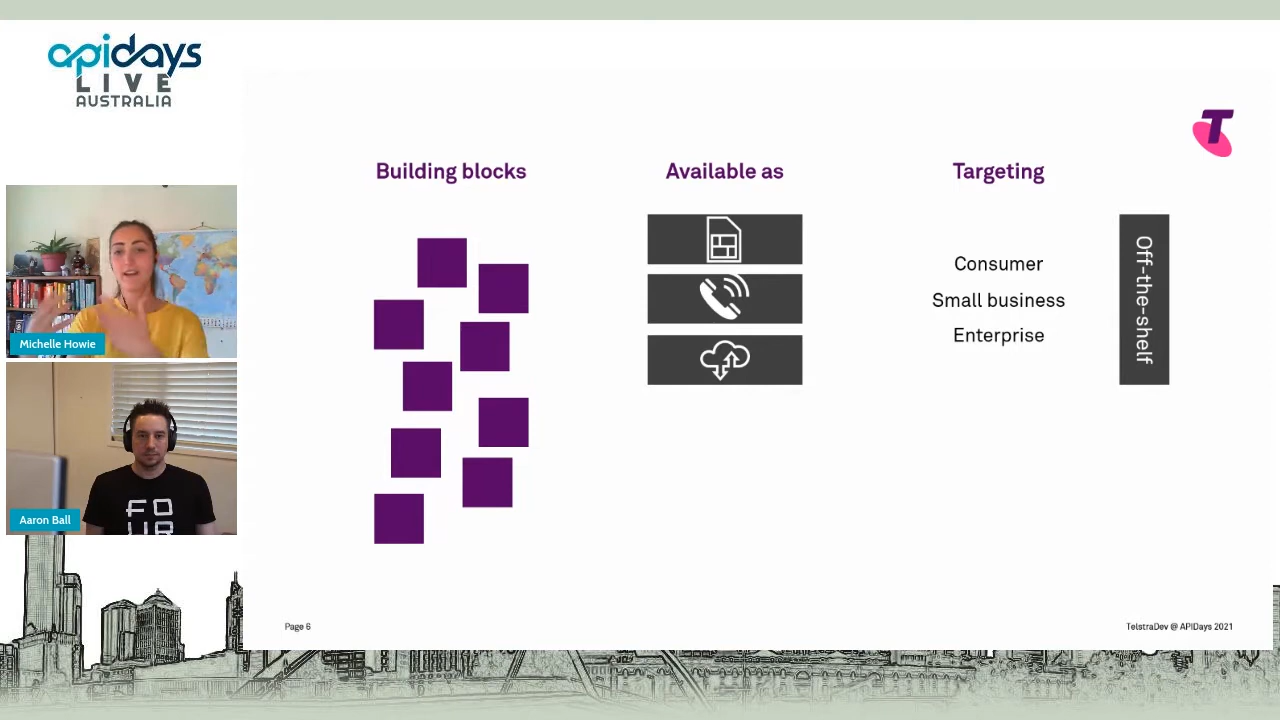 apidays
LIVE
AUSTRALIA
Building blocks
Available as
Targeting
Consumer
Small business
Enterprise
Off-the-shelf
Michelle Howie
FOUR
Aaron Ball
Page 6
TelstraDev @ APIDays 2021